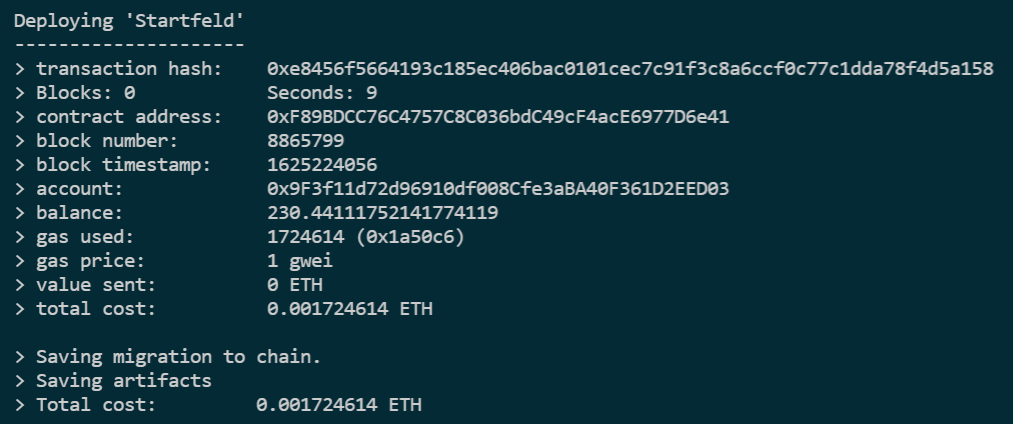 Deploying 'Startfeld'
---------------------
> transaction hash:    0xe8456f5664193c185ec406bac0101cec7c91f3c8a6ccf0c77c1dda78f4d5a158
> Blocks: 0            Seconds: 9
> contract address:    0xF89BDCC76C4757C8C036bdC49cF4acE6977D6e41
> block number:        8865799
> block timestamp:     1625224056
> account:             0x9F3f11d72d96910df008Cfe3aBA40F361D2EED03
> balance:             230.44111752141774119
> gas used:            1724614 (0x1a50c6)
> gas price:           1 gwei
> value sent:          0 ETH
> total cost:          0.001724614 ETH

> Saving migration to chain.
> Saving artifacts
> Total cost:         0.001724614 ETH